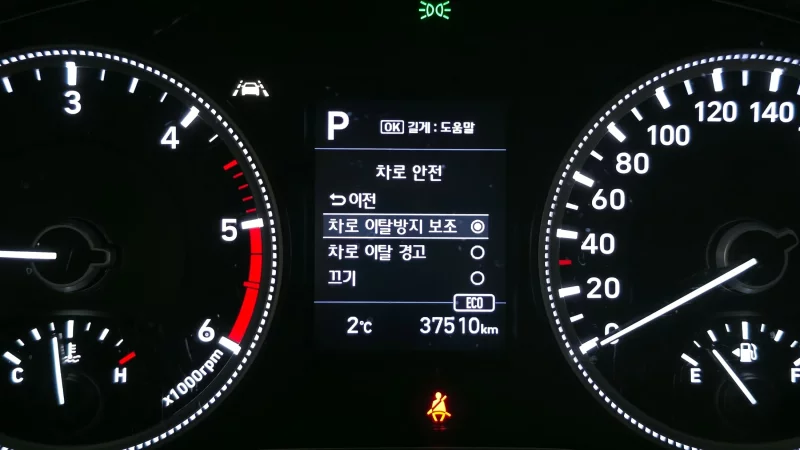 P
OK 길게 : 도움말
차로 안전
이전
차로 이탈방지 보조
차로 이탈 경고
끄기
ECO
2℃
37510km
3
4
5
6
x1000rpm
C
H
0
20
40
60
80
100
120
140
E
F